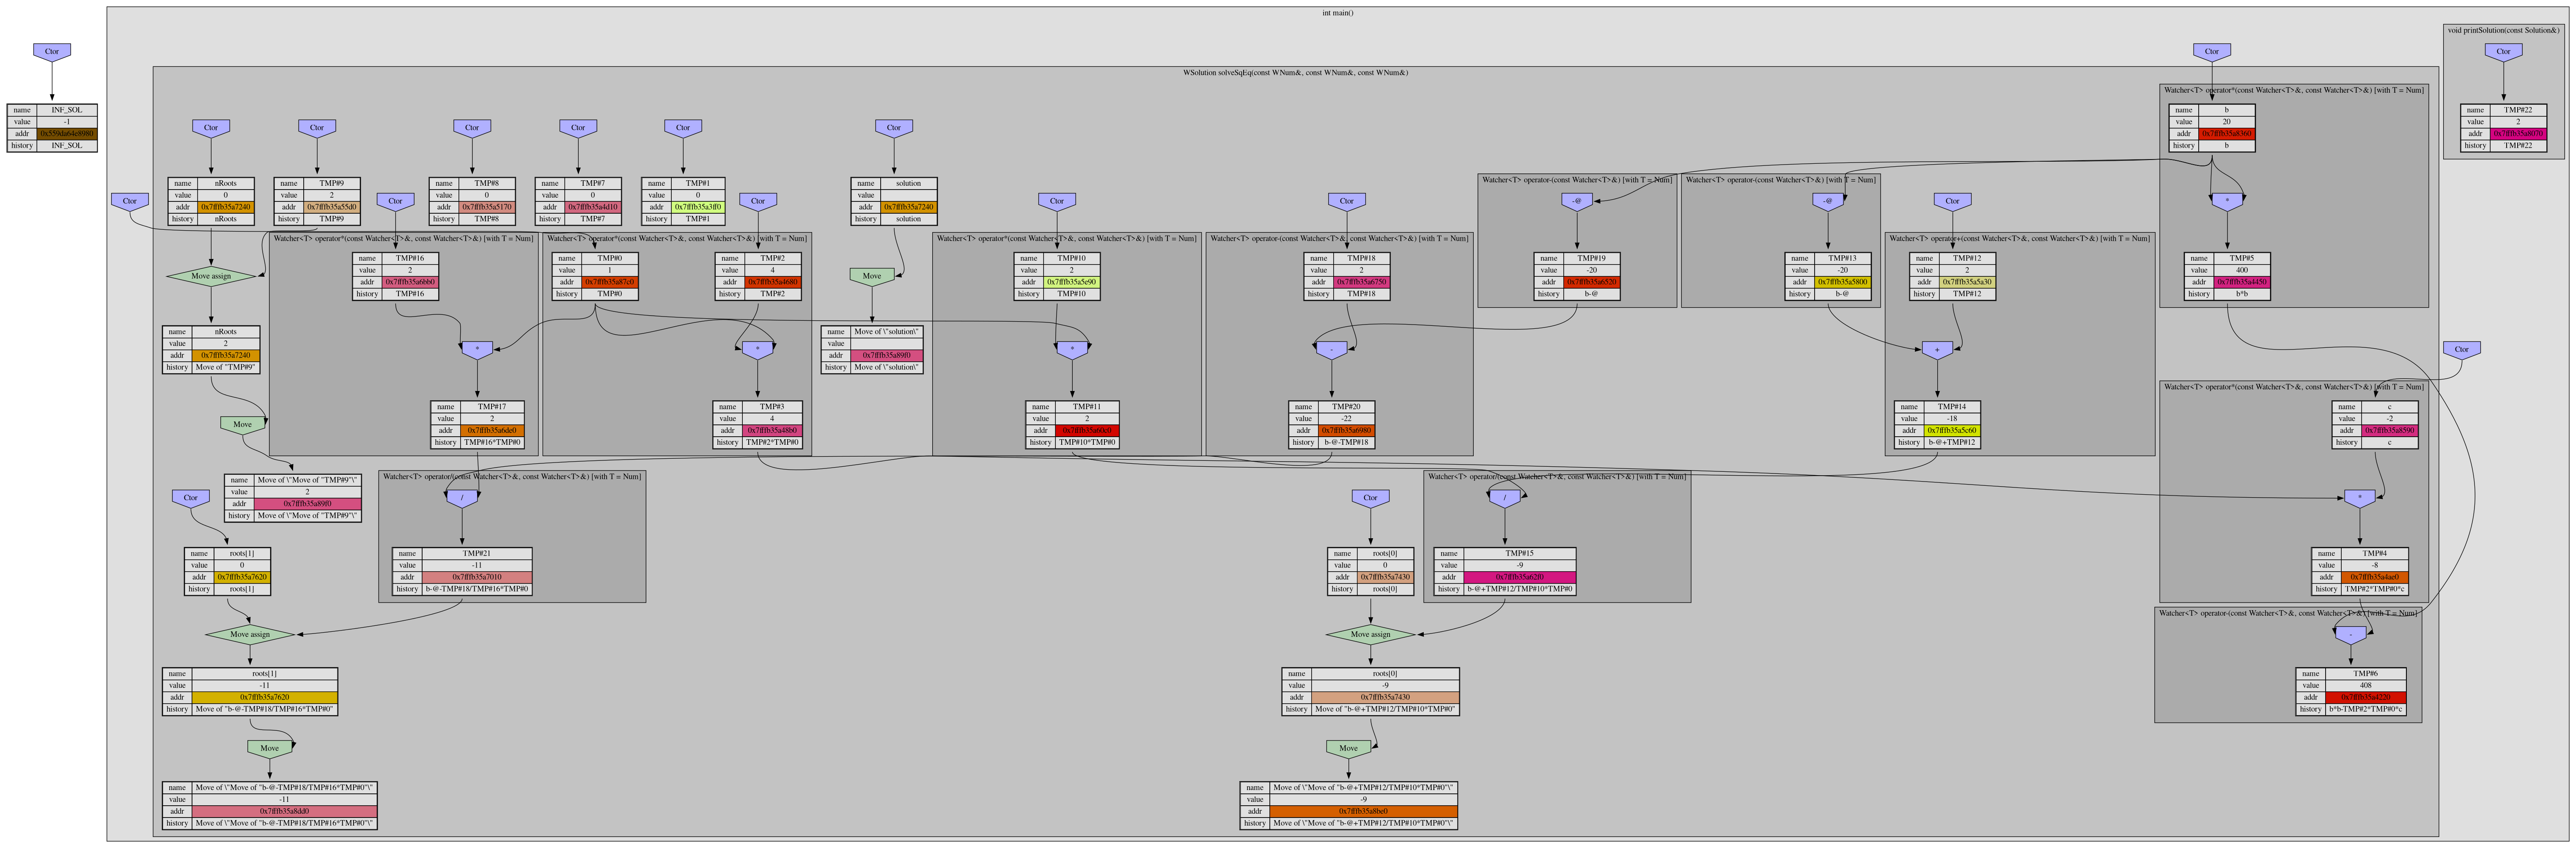 int main()
void printSolution(const Solution&)
Ctor
Ctor
Ctor
WSolution solveSqEq(const WNum&, const WNum&, const WNum&)
Watcher<T> operator*(const Watcher<T>&, const Watcher<T>&) [with T = Num]
name INF_SOL
value -1
addr 0x559da64e8980
history INF_SOL
name b
value 20
addr 0x7fffb35a8360
history b
name TMP#22
value 2
addr 0x7fffb35a8070
history TMP#22
Ctor
Ctor
Ctor
Ctor
Ctor
Ctor
name nRoots
value 0
addr 0x7fffb35a7240
history nRoots
name TMP#9
value 2
addr 0x7fffb35a55d0
history TMP#9
name TMP#8
value 0
addr 0x7fffb35a5170
history TMP#8
name TMP#7
value 0
addr 0x7fffb35a4d10
history TMP#7
name TMP#1
value 0
addr 0x7fffb35a3ff0
history TMP#1
name solution
value
addr 0x7fffb35a7240
history solution
Watcher<T> operator-(const Watcher<T>&) [with T = Num]
Watcher<T> operator-(const Watcher<T>&) [with T = Num]
Ctor
Ctor
Ctor
Ctor
Ctor
-@
-@
Ctor
*
Watcher<T> operator*(const Watcher<T>&, const Watcher<T>&) [with T = Num]
Watcher<T> operator*(const Watcher<T>&, const Watcher<T>&) [with T = Num]
Watcher<T> operator*(const Watcher<T>&, const Watcher<T>&) [with T = Num]
Watcher<T> operator-(const Watcher<T>&, const Watcher<T>&) [with T = Num]
Watcher<T> operator+(const Watcher<T>&, const Watcher<T>&) [with T = Num]
Move assign
name TMP#16
value 2
addr 0x7fffb35a6bb0
history TMP#16
name TMP#0
value 1
addr 0x7fffb35a87c0
history TMP#0
name TMP#2
value 4
addr 0x7fffb35a4680
history TMP#2
Move
name TMP#10
value 2
addr 0x7fffb35a5e90
history TMP#10
name TMP#18
value 2
addr 0x7fffb35a6750
history TMP#18
name TMP#19
value -20
addr 0x7fffb35a6520
history b-@
name TMP#13
value -20
addr 0x7fffb35a5800
history b-@
name TMP#12
value 2
addr 0x7fffb35a5a30
history TMP#12
name TMP#5
value 400
addr 0x7fffb35a4450
history b*b
name nRoots
value 2
addr 0x7fffb35a7240
history Move of "TMP#9"
*
*
name Move of \"solution\"
value
addr 0x7fffb35a89f0
history Move of \"solution\"
*
-
+
Ctor
Watcher<T> operator*(const Watcher<T>&, const Watcher<T>&) [with T = Num]
Move
name TMP#17
value 2
addr 0x7fffb35a6de0
history TMP#16*TMP#0
name TMP#3
value 4
addr 0x7fffb35a48b0
history TMP#2*TMP#0
name TMP#11
value 2
addr 0x7fffb35a60c0
history TMP#10*TMP#0
name TMP#20
value -22
addr 0x7fffb35a6980
history b-@-TMP#18
name TMP#14
value -18
addr 0x7fffb35a5c60
history b-@+TMP#12
name c
value -2
addr 0x7fffb35a8590
history c
name Move of \"Move of "TMP#9"\"
value 2
addr 0x7fffb35a89f0
history Move of \"Move of "TMP#9"\"
Watcher<T> operator/(const Watcher<T>&, const Watcher<T>&) [with T = Num]
Watcher<T> operator/(const Watcher<T>&, const Watcher<T>&) [with T = Num]
Ctor
/
Ctor
/
*
name roots[1]
value 0
addr 0x7fffb35a7620
history roots[1]
name TMP#21
value -11
addr 0x7fffb35a7010
history b-@-TMP#18/TMP#16*TMP#0
name roots[0]
value 0
addr 0x7fffb35a7430
history roots[0]
name TMP#15
value -9
addr 0x7fffb35a62f0
history b-@+TMP#12/TMP#10*TMP#0
name TMP#4
value -8
addr 0x7fffb35a4ae0
history TMP#2*TMP#0*c
Watcher<T> operator-(const Watcher<T>&, const Watcher<T>&) [with T = Num]
Move assign
Move assign
-
name roots[1]
value -11
addr 0x7fffb35a7620
history Move of "b-@-TMP#18/TMP#16*TMP#0"
name roots[0]
value -9
addr 0x7fffb35a7430
history Move of "b-@+TMP#12/TMP#10*TMP#0"
name TMP#6
value 408
addr 0x7fffb35a4220
history b*b-TMP#2*TMP#0*c
Move
Move
name Move of \"Move of "b-@-TMP#18/TMP#16*TMP#0"\"
value -11
addr 0x7fffb35a8dd0
history Move of \"Move of "b-@-TMP#18/TMP#16*TMP#0"\"
name Move of \"Move of "b-@+TMP#12/TMP#10*TMP#0"\"
value -9
addr 0x7fffb35a8be0
history Move of \"Move of "b-@+TMP#12/TMP#10*TMP#0"\"